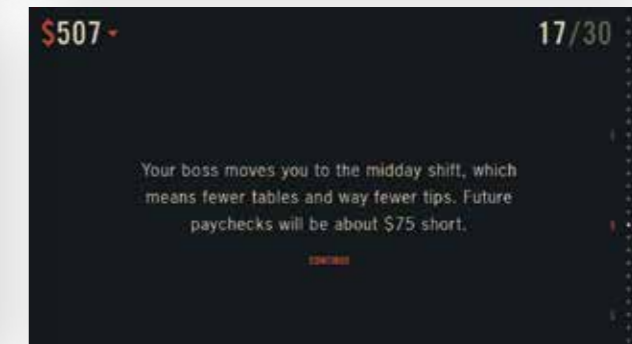 $507
17/30
Your boss moves you to the midday shift, which
means fewer tables and way fewer tips. Future
paychecks will be about $75 short.
CONTINUE